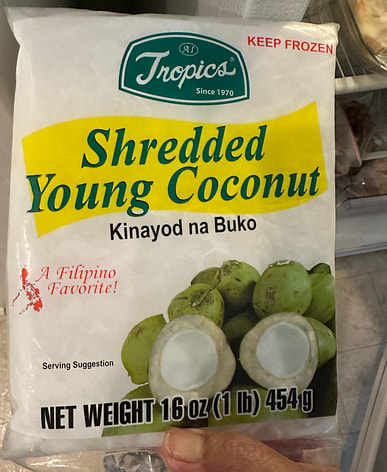 AI
Tropics®
Since 1970
KEEP FROZEN
Shredded
Young Coconut
Kinayod na Buko
A Filipino
Favorite!
Serving Suggestion
NET WEIGHT 16 oz (1 lb) 454 g